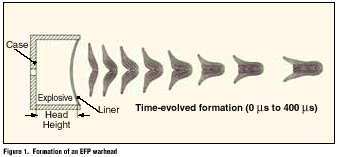 Case
Explosive
Liner
Head
Height
Time-evolved formation (0 µs to 400 µs)
Figure 1. Formation of an EFP warhead